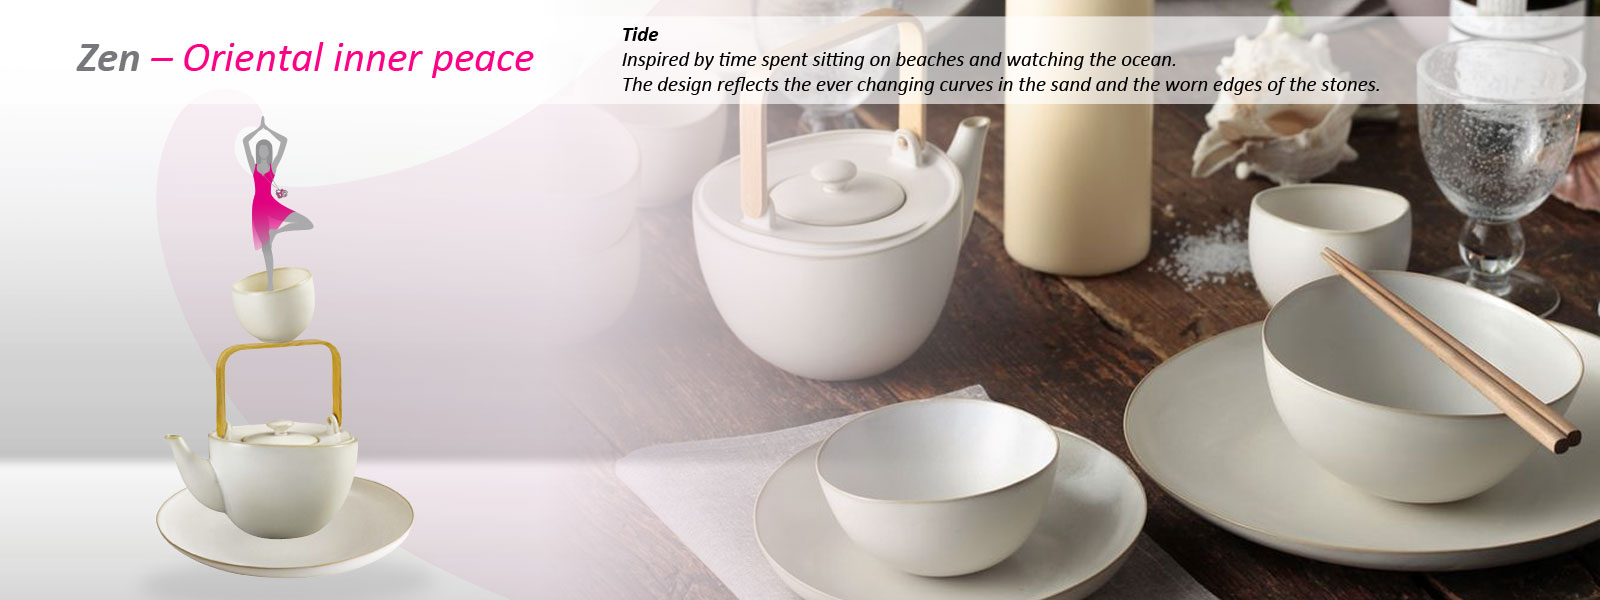 Zen – Oriental inner peace
Tide
Inspired by time spent sitting on beaches and watching the ocean.
The design reflects the ever changing curves in the sand and the worn edges of the stones.